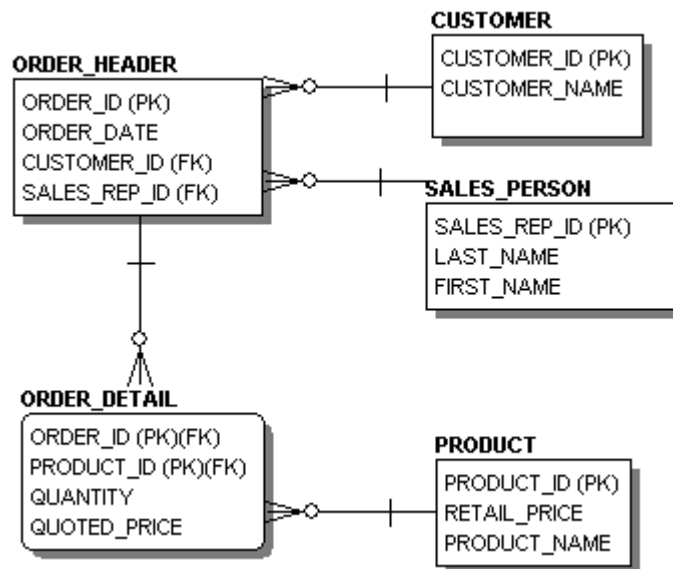 CUSTOMER
CUSTOMER_ID (PK)
CUSTOMER_NAME
ORDER_HEADER
ORDER_ID (PK)
ORDER_DATE
CUSTOMER_ID (FK)
SALES_REP_ID (FK)
SALES_PERSON
SALES_REP_ID (PK)
LAST_NAME
FIRST_NAME
ORDER_DETAIL
ORDER_ID (PK)(FK)
PRODUCT_ID (PK)(FK)
QUANTITY
QUOTED_PRICE
PRODUCT
PRODUCT_ID (PK)
RETAIL_PRICE
PRODUCT_NAME